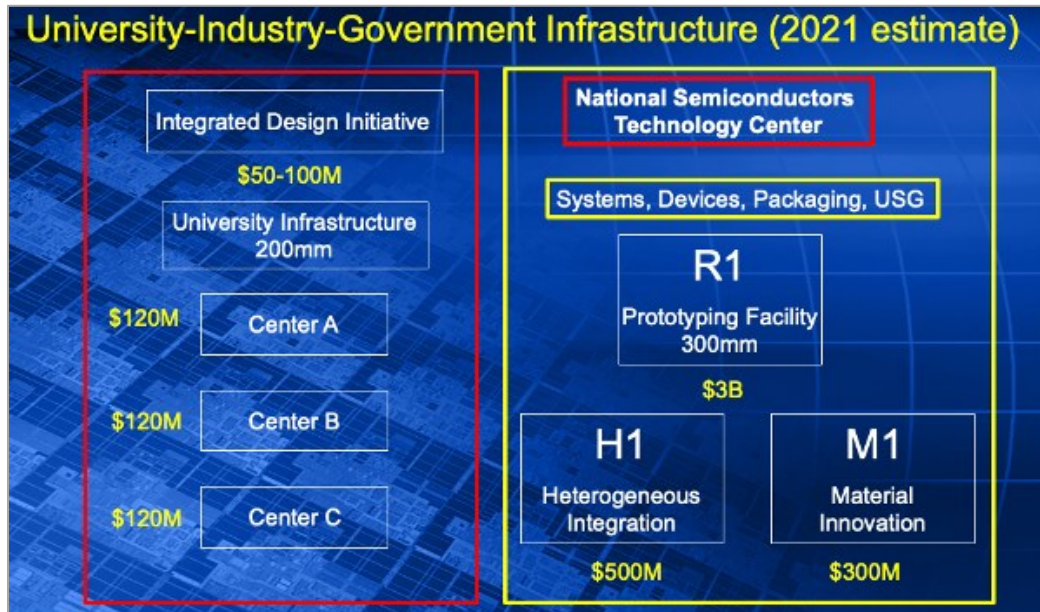 University-Industry-Government Infrastructure (2021 estimate)
Integrated Design Initiative
$50-100M
University Infrastructure
200mm
$120M
Center A
$120M
Center B
$120M
Center C
National Semiconductors
Technology Center
Systems, Devices, Packaging, USG
R1
Prototyping Facility
300mm
$3B
H1
Heterogeneous
Integration
$500M
M1
Material
Innovation
$300M